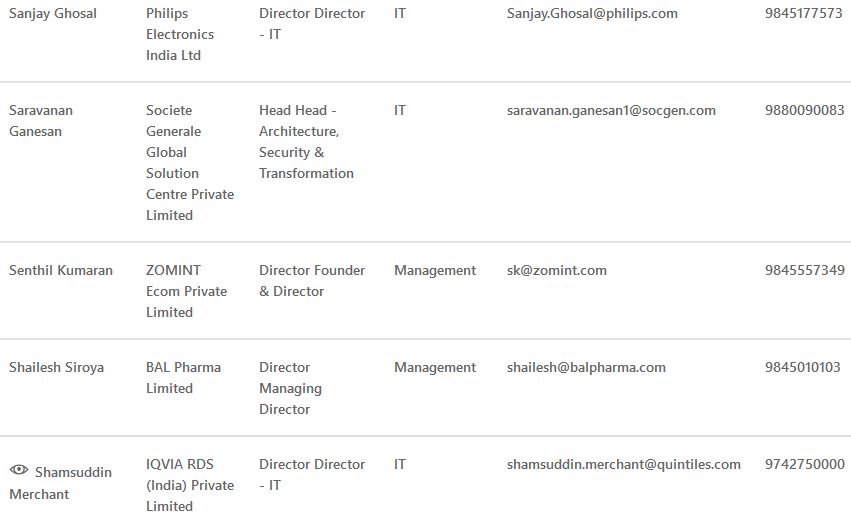 Sanjay Ghosal
Philips
Electronics
India Ltd
Director Director
- IT
IT
Sanjay.Ghosal@philips.com
9845177573
Saravanan
Ganesan
Societe
Generale
Global
Solution
Centre Private
Limited
Head Head -
Architecture,
Security &
Transformation
IT
saravanan.ganesan1@socgen.com
9880090083
Senthil Kumaran
ZOMINT
Ecom Private
Limited
Director Founder
& Director
Management
sk@zomint.com
9845557349
Shailesh Siroya
BAL Pharma
Limited
Director
Managing
Director
Management
shailesh@balpharma.com
9845010103
Shamsuddin
Merchant
IQVIA RDS
(India) Private
Limited
Director Director
- IT
IT
shamsuddin.merchant@quintiles.com
9742750000